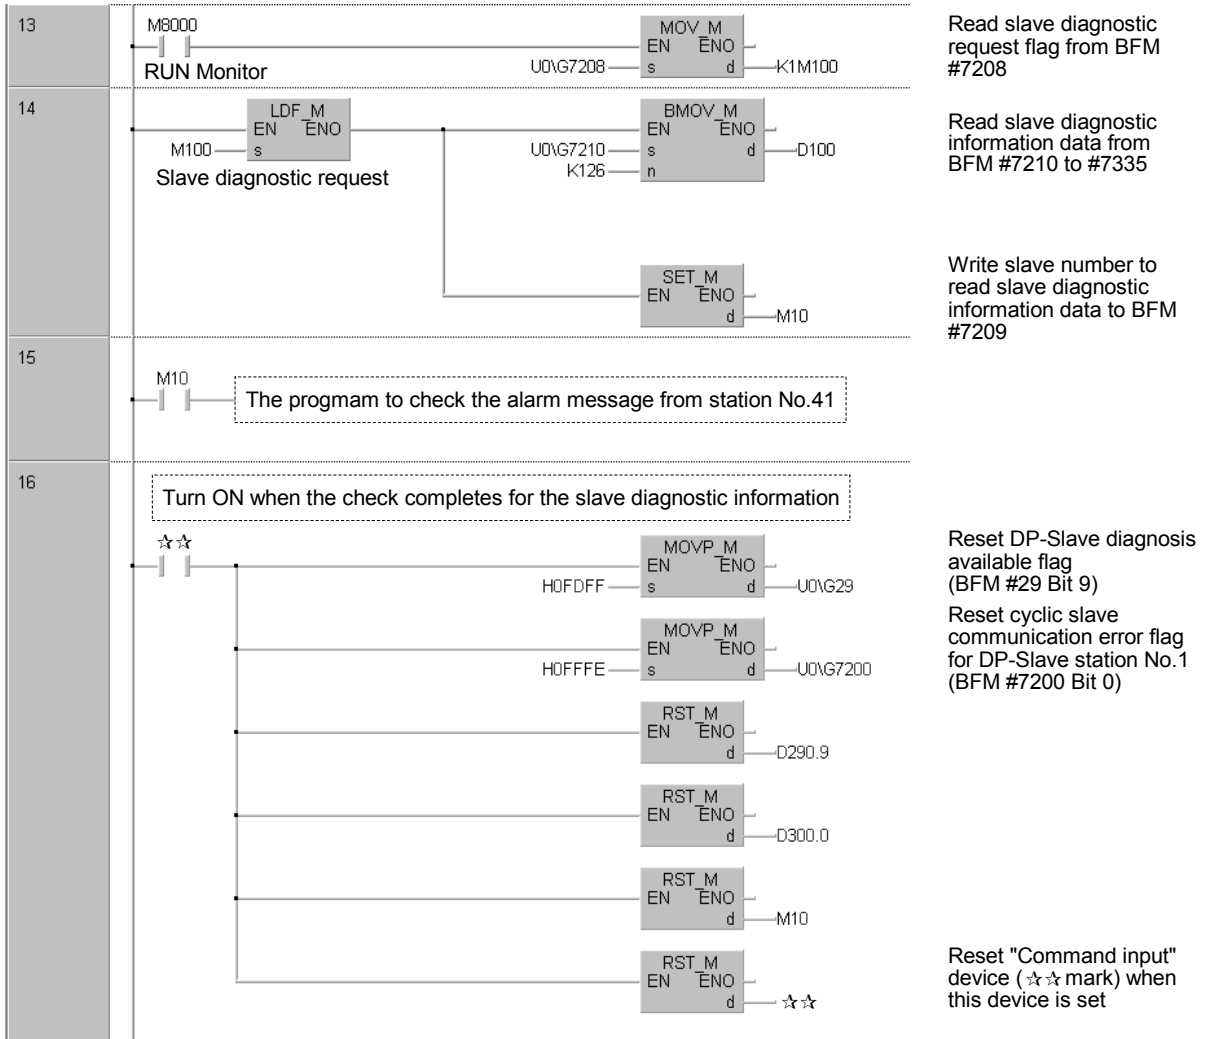 13
M8000
RUN Monitor
MOV_M
EN ENO
U0\G7208 s d K1M100
Read slave diagnostic
request flag from BFM
#7208
14
LDF_M
EN ENO
M100 s
Slave diagnostic request
BMOV_M
EN ENO
U0\G7210 s d D100
K126 n
Read slave diagnostic
information data from
BFM #7210 to #7335
SET_M
EN ENO
d M10
Write slave number to
read slave diagnostic
information data to BFM
#7209
15
M10
The progmam to check the alarm message from station No.41
16
Turn ON when the check completes for the slave diagnostic information
☆☆
MOVP_M
EN ENO
H0FDFF s d U0\G29
Reset DP-Slave diagnosis
available flag
(BFM #29 Bit 9)
MOVP_M
EN ENO
H0FFFE s d U0\G7200
Reset cyclic slave
communication error flag
for DP-Slave station No.1
(BFM #7200 Bit 0)
RST_M
EN ENO
d D290.9
RST_M
EN ENO
d D300.0
RST_M
EN ENO
d M10
RST_M
EN ENO
d ☆☆
Reset "Command input"
device (☆☆ mark) when
this device is set